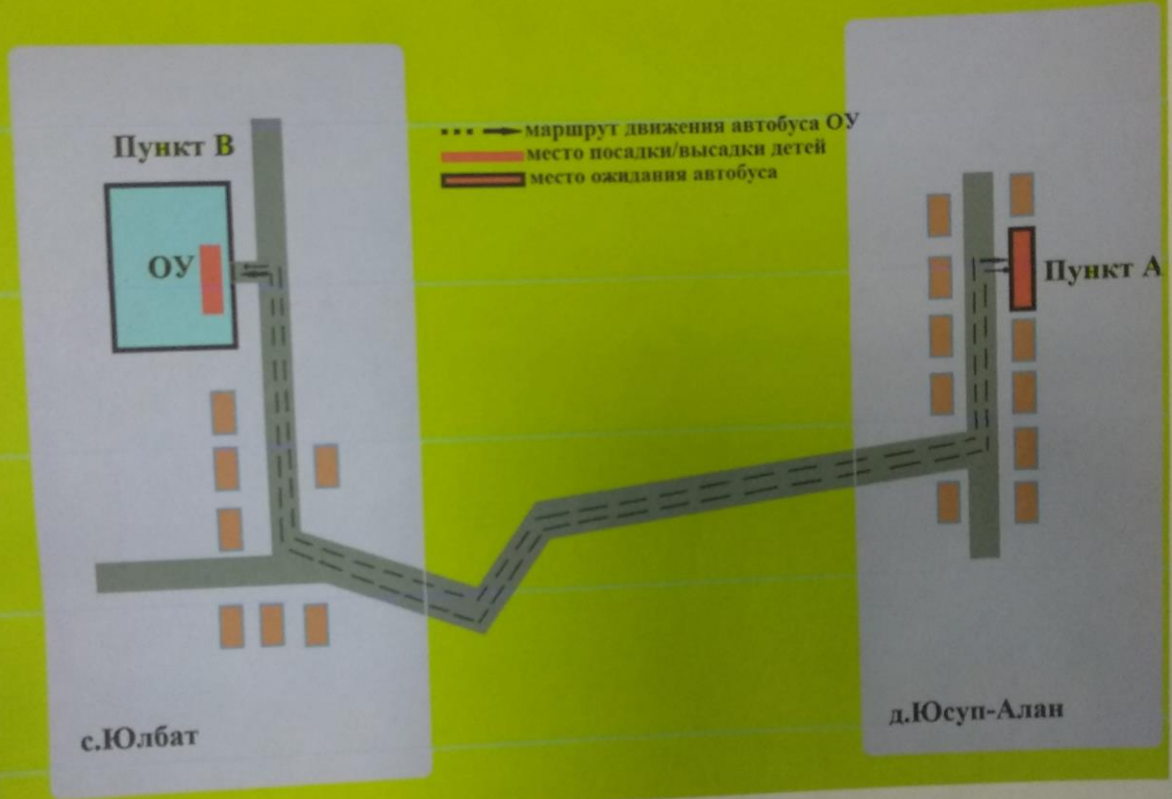 Пункт В
ОУ
маршрут движения автобуса ОУ
место посадки/высадки детей
место ожидания автобуса
Пункт А
с.Юлбат
д.Юсуп-Алан